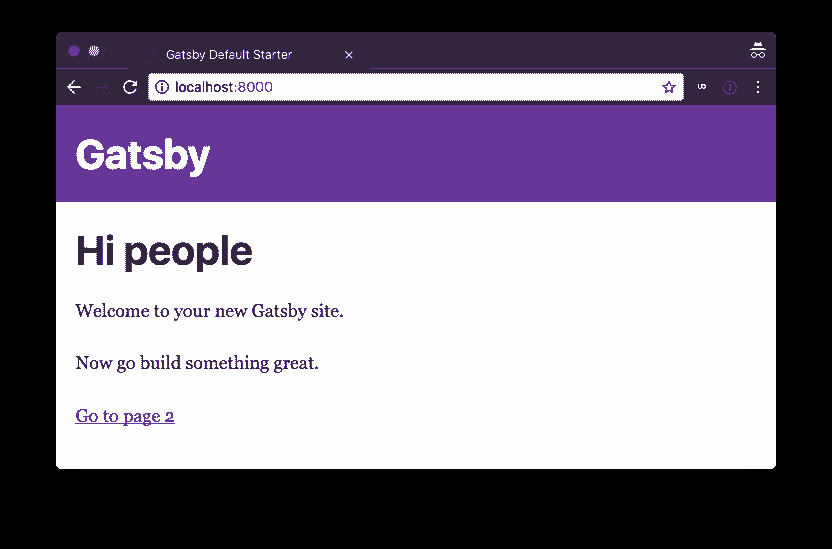 Gatsby Default Starter
localhost:8000
Gatsby
Hi people
Welcome to your new Gatsby site.
Now go build something great.
Go to page 2